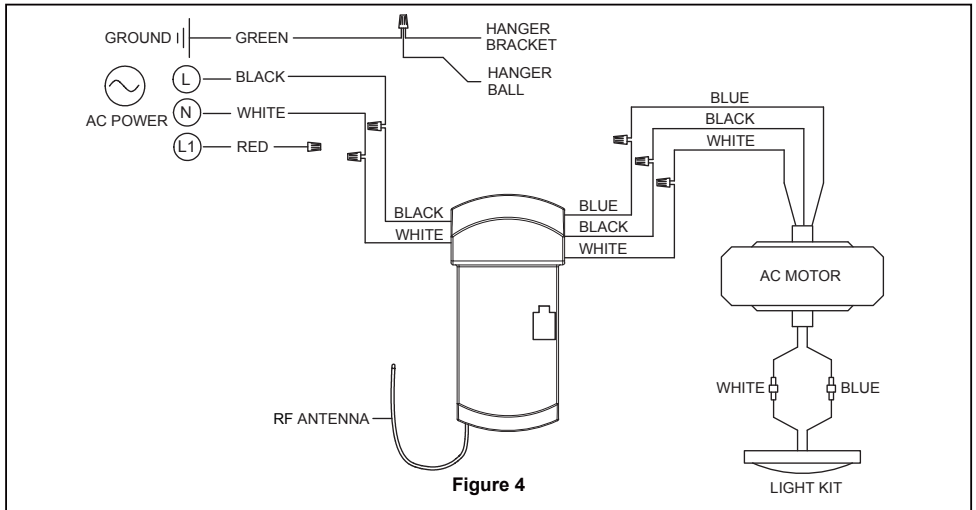 GROUND
GREEN
HANGER
BRACKET
HANGER
BALL
L
BLACK
AC POWER
N
WHITE
L1
RED
BLUE
BLACK
WHITE
BLACK
WHITE
BLUE
BLACK
WHITE
AC MOTOR
WHITE
BLUE
RF ANTENNA
LIGHT KIT
Figure 4